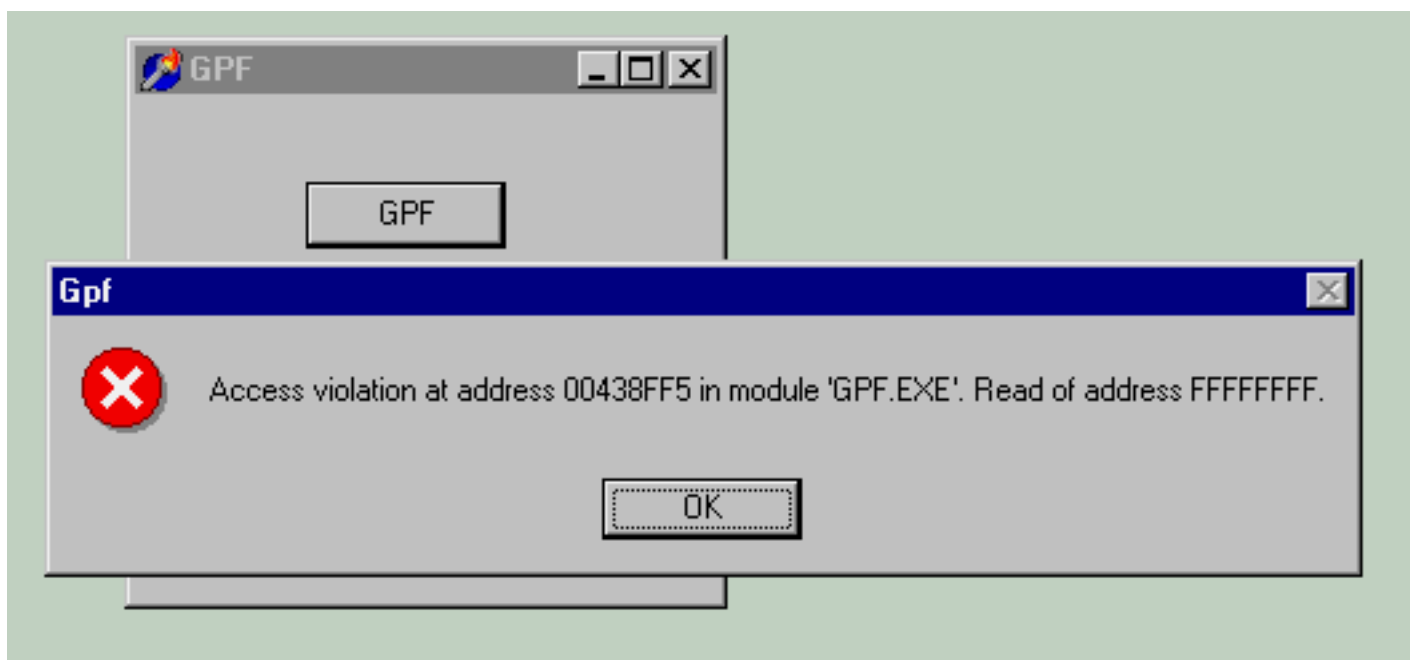 GPF
GPF
Gpf
Access violation at address 00438FF5 in module 'GPF.EXE'. Read of address FFFFFFFF.
OK